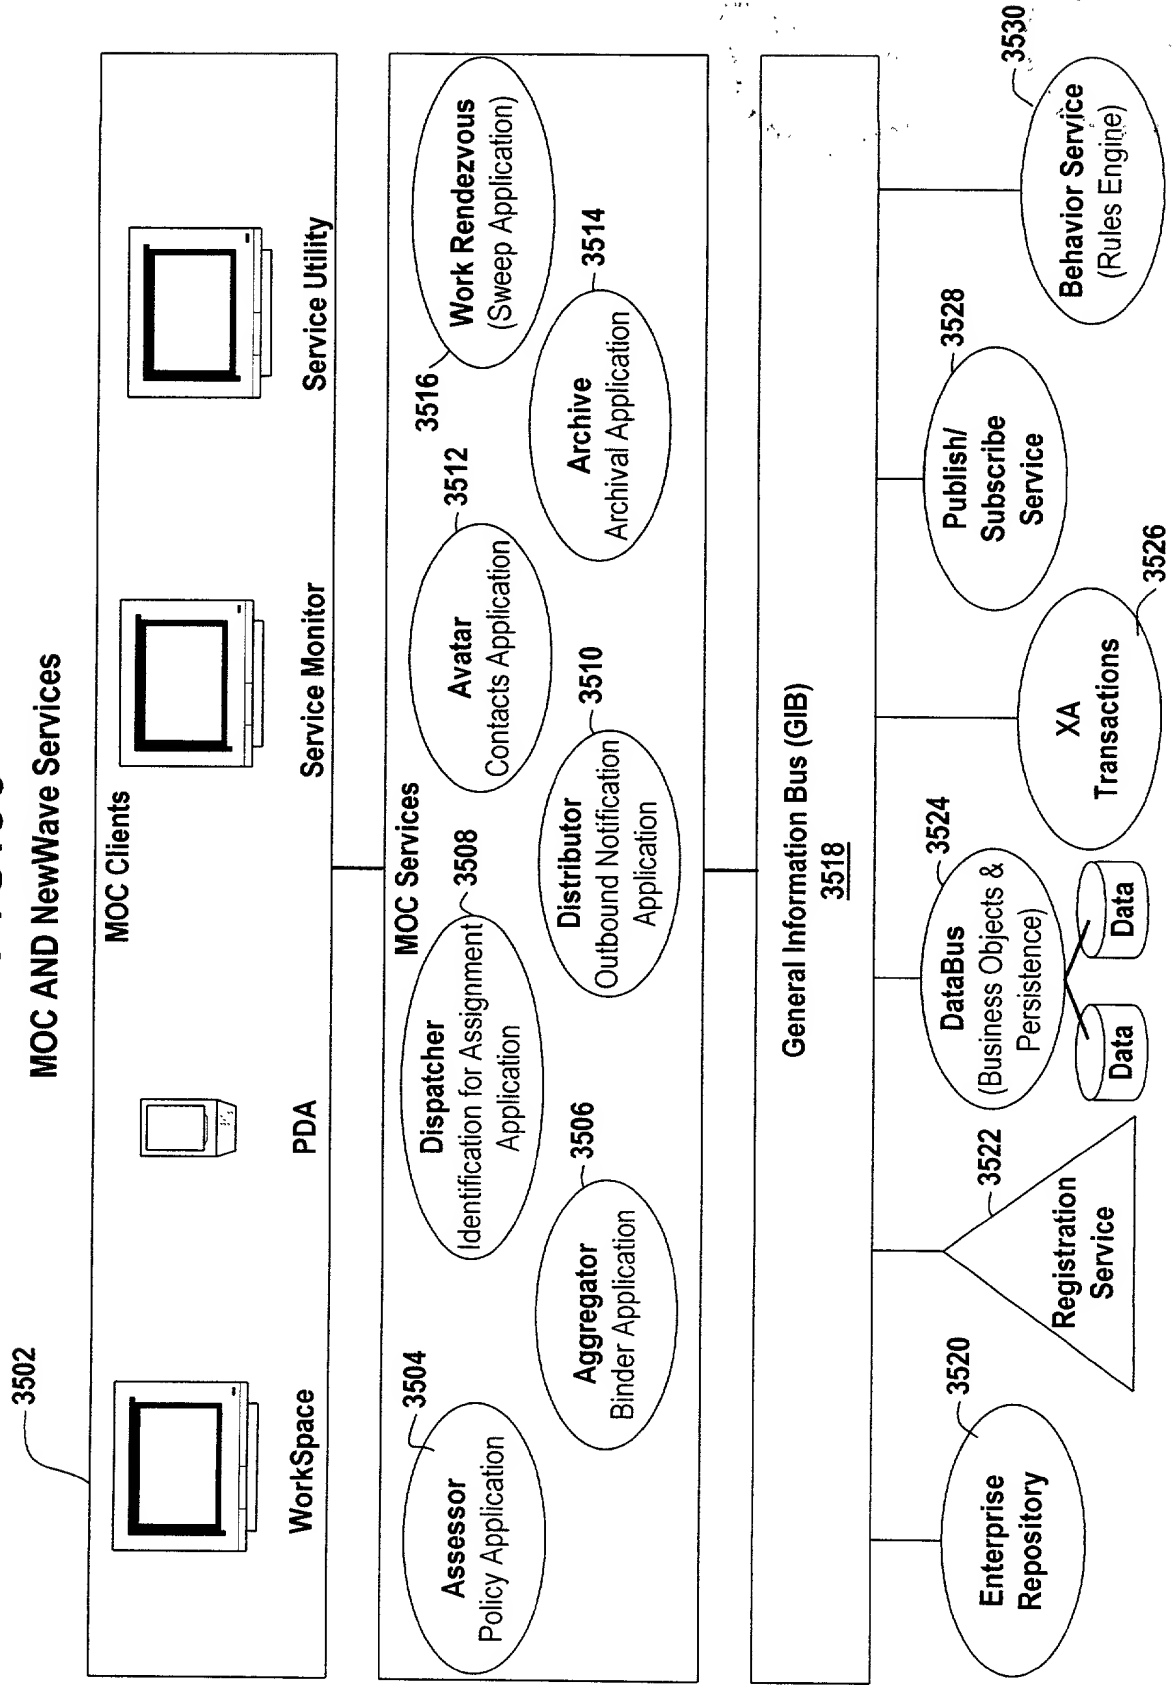 MOC AND NewWave Services
3502
MOC Clients
WorkSpace
PDA
Service Monitor
Service Utility
MOC Services
3504
Assessor
Policy Application
3506
Aggregator
Binder Application
3508
Dispatcher
Identification for Assignment
Application
3510
Distributor
Outbound Notification
Application
3512
Avatar
Contacts Application
3514
Archive
Archival Application
3516
Work Rendezvous
(Sweep Application)
General Information Bus (GIB)
3518
3520
Enterprise
Repository
3522
Registration
Service
3524
DataBus
(Business Objects &
Persistence)
Data
Data
3526
XA
Transactions
3528
Publish/
Subscribe
Service
3530
Behavior Service
(Rules Engine)